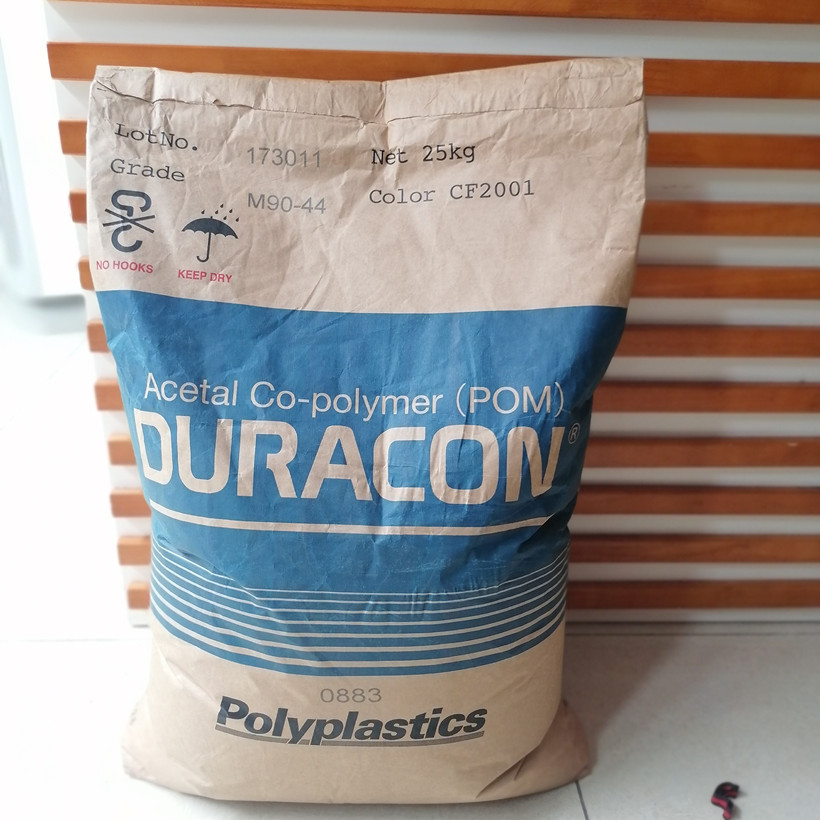 LotNo. 173011 Net 25kg
Grade M90-44 Color CF2001
NO HOOKS KEEP DRY
Acetal Co-polymer (POM)
DURACON®
0883
Polyplastics